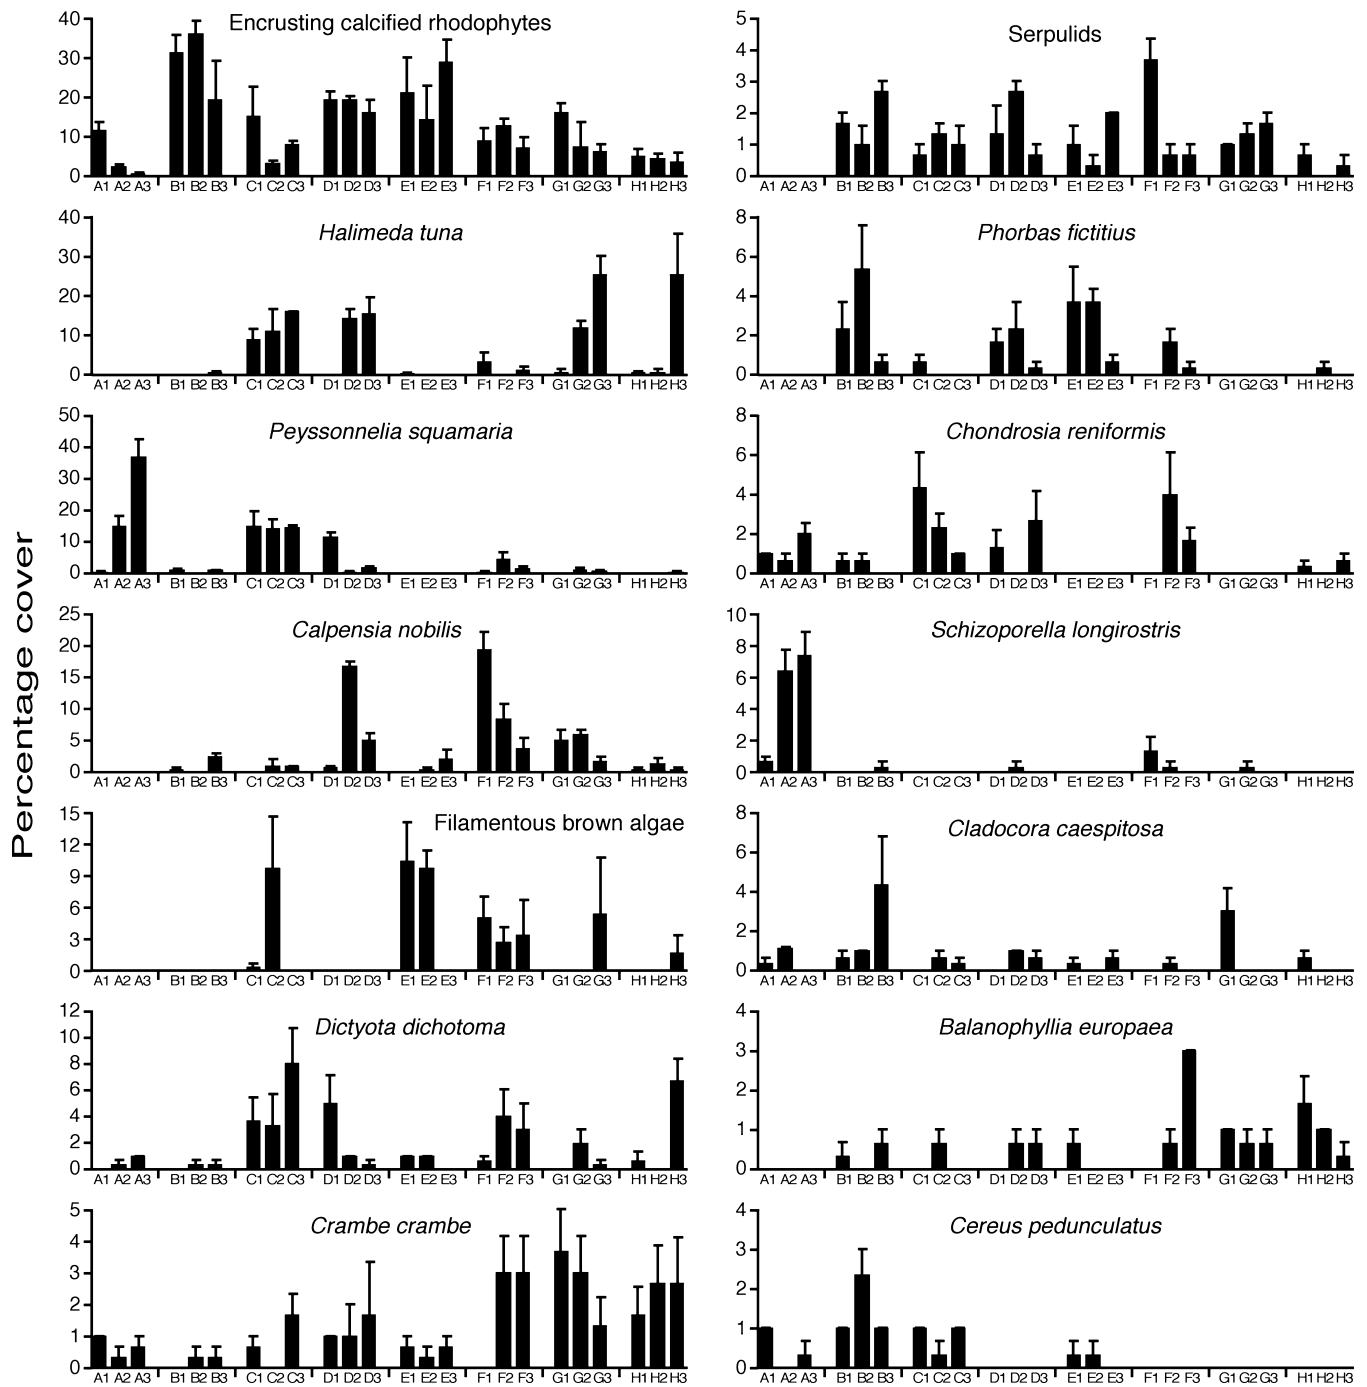 Percentage cover
Encrusting calcified rhodophytes
40
30
20
10
0
A1 A2 A3 B1 B2 B3 C1 C2 C3 D1 D2 D3 E1 E2 E3 F1 F2 F3 G1 G2 G3 H1 H2 H3
Serpulids
5
4
3
2
1
0
A1 A2 A3 B1 B2 B3 C1 C2 C3 D1 D2 D3 E1 E2 E3 F1 F2 F3 G1 G2 G3 H1 H2 H3
Halimeda tuna
40
30
20
10
0
A1 A2 A3 B1 B2 B3 C1 C2 C3 D1 D2 D3 E1 E2 E3 F1 F2 F3 G1 G2 G3 H1 H2 H3
Phorbas fictitius
8
6
4
2
0
A1 A2 A3 B1 B2 B3 C1 C2 C3 D1 D2 D3 E1 E2 E3 F1 F2 F3 G1 G2 G3 H1 H2 H3
Peyssonnelia squamaria
50
40
30
20
10
0
A1 A2 A3 B1 B2 B3 C1 C2 C3 D1 D2 D3 E1 E2 E3 F1 F2 F3 G1 G2 G3 H1 H2 H3
Chondrosia reniformis
8
6
4
2
0
A1 A2 A3 B1 B2 B3 C1 C2 C3 D1 D2 D3 E1 E2 E3 F1 F2 F3 G1 G2 G3 H1 H2 H3
Calpensia nobilis
25
20
15
10
5
0
A1 A2 A3 B1 B2 B3 C1 C2 C3 D1 D2 D3 E1 E2 E3 F1 F2 F3 G1 G2 G3 H1 H2 H3
Schizoporella longirostris
10
8
6
4
2
0
A1 A2 A3 B1 B2 B3 C1 C2 C3 D1 D2 D3 E1 E2 E3 F1 F2 F3 G1 G2 G3 H1 H2 H3
Filamentous brown algae
15
12
9
6
3
0
A1 A2 A3 B1 B2 B3 C1 C2 C3 D1 D2 D3 E1 E2 E3 F1 F2 F3 G1 G2 G3 H1 H2 H3
Cladocora caespitosa
8
6
4
2
0
A1 A2 A3 B1 B2 B3 C1 C2 C3 D1 D2 D3 E1 E2 E3 F1 F2 F3 G1 G2 G3 H1 H2 H3
Dictyota dichotoma
12
10
8
6
4
2
0
A1 A2 A3 B1 B2 B3 C1 C2 C3 D1 D2 D3 E1 E2 E3 F1 F2 F3 G1 G2 G3 H1 H2 H3
Balanophyllia europaea
4
3
2
1
0
A1 A2 A3 B1 B2 B3 C1 C2 C3 D1 D2 D3 E1 E2 E3 F1 F2 F3 G1 G2 G3 H1 H2 H3
Crambe crambe
5
4
3
2
1
0
A1 A2 A3 B1 B2 B3 C1 C2 C3 D1 D2 D3 E1 E2 E3 F1 F2 F3 G1 G2 G3 H1 H2 H3
Cereus pedunculatus
4
3
2
1
0
A1 A2 A3 B1 B2 B3 C1 C2 C3 D1 D2 D3 E1 E2 E3 F1 F2 F3 G1 G2 G3 H1 H2 H3